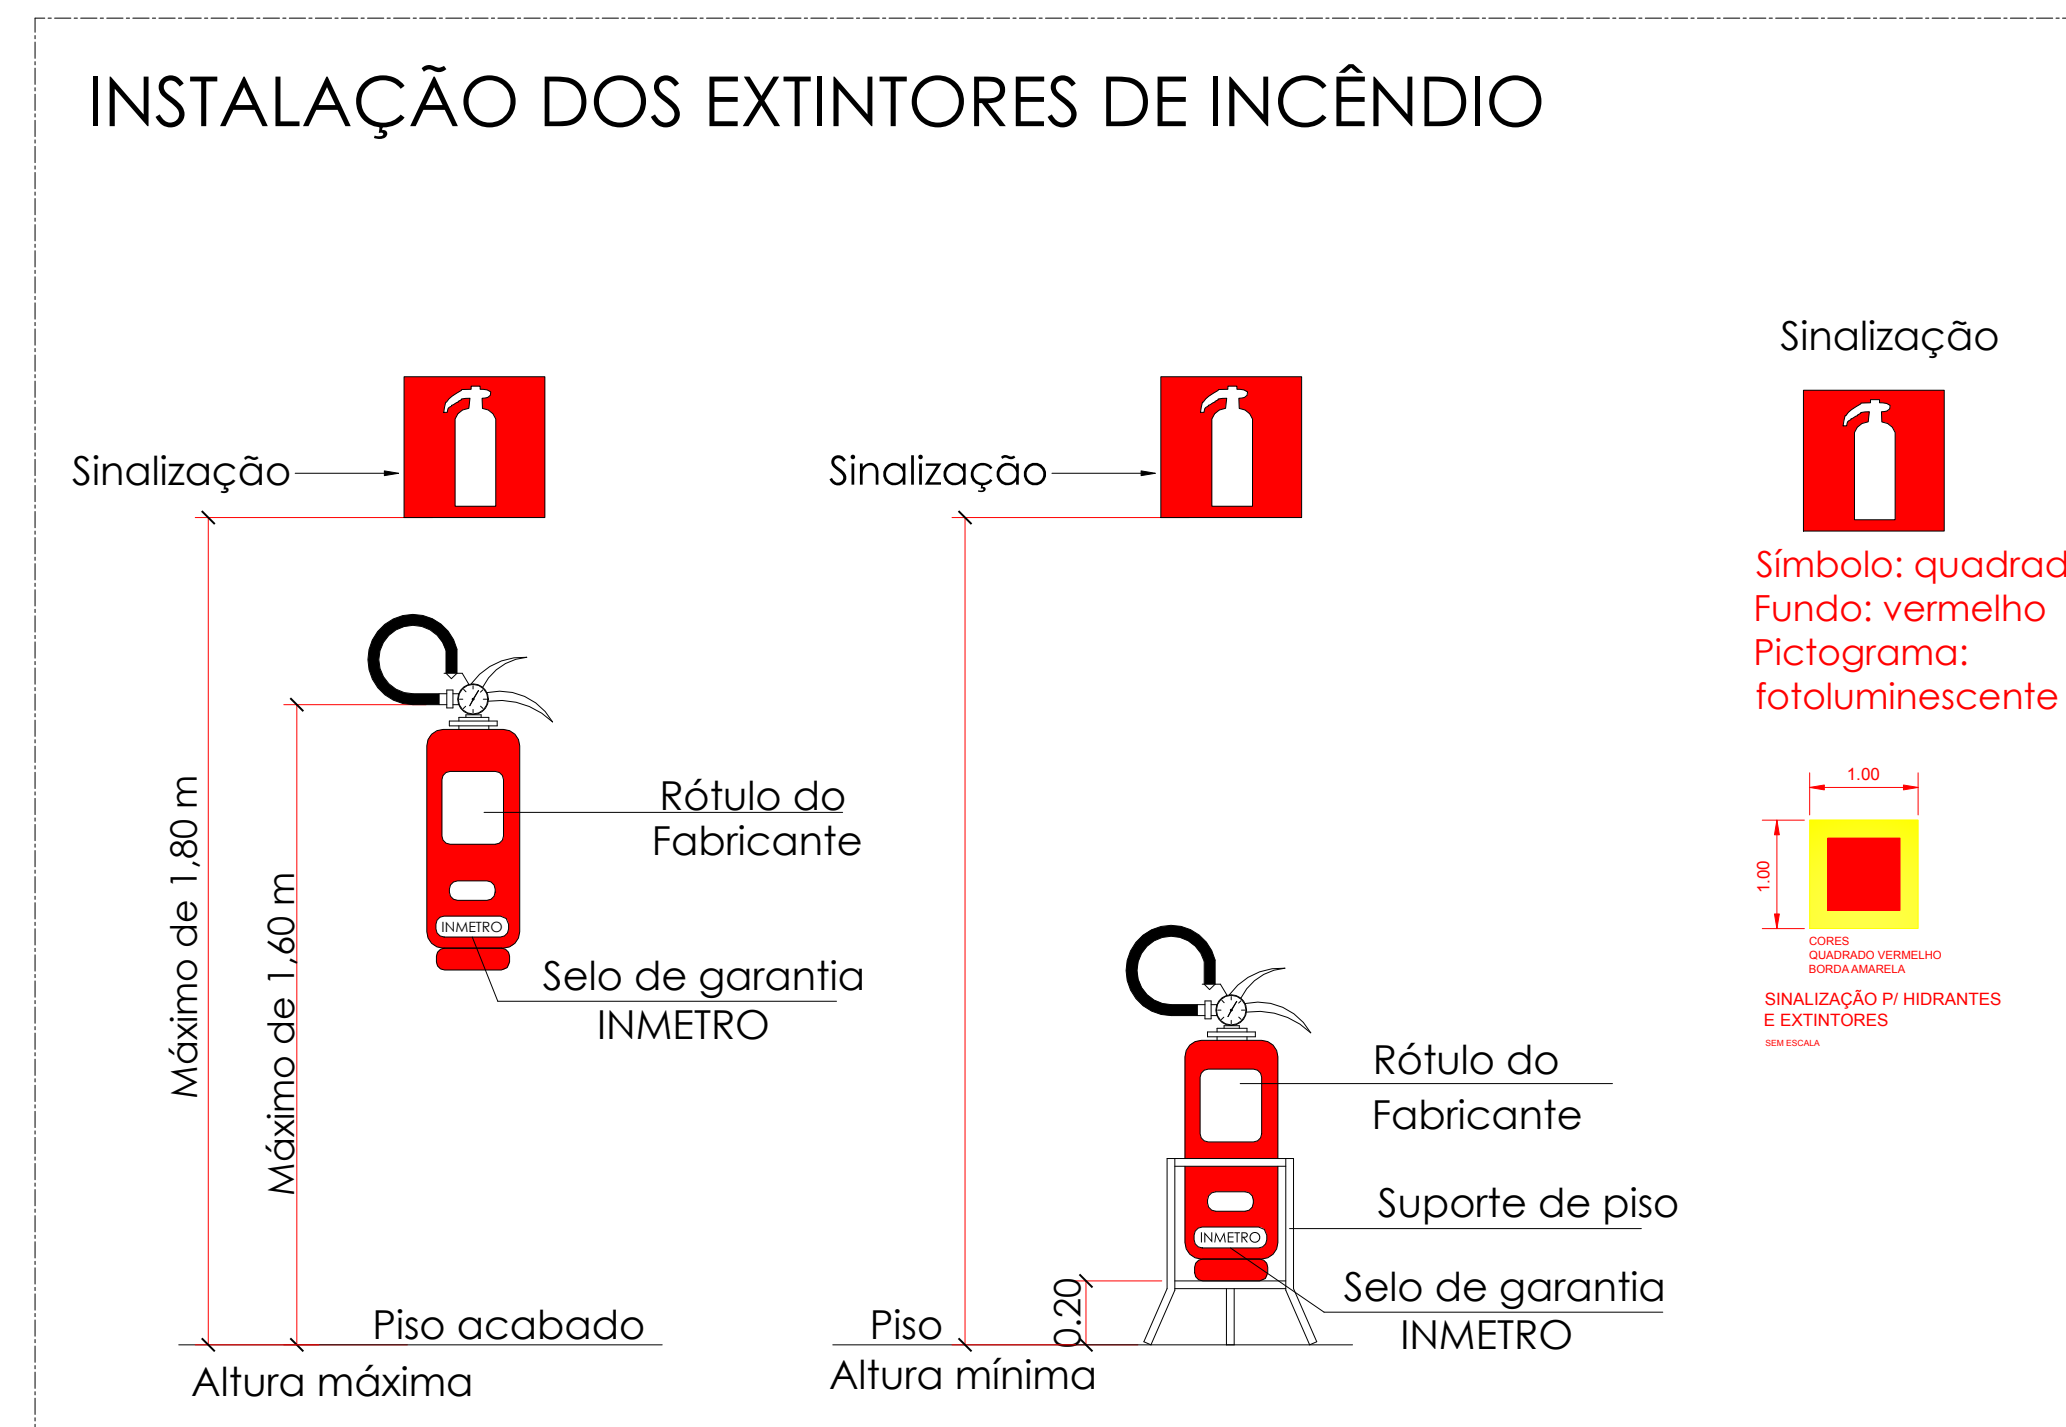 INSTALAÇÃO DOS EXTINTORES DE INCÊNDIO
Sinalização
Máximo de 1,80 m
Máximo de 1,60 m
Rótulo do
Fabricante
INMETRO
Selo de garantia
INMETRO
Piso acabado
Altura máxima
Sinalização
Rótulo do
Fabricante
Suporte de piso
INMETRO
Selo de garantia
INMETRO
0.20
Piso
Altura mínima
Sinalização
Símbolo: quadrad
Fundo: vermelho
Pictograma:
fotoluminescente
1.00
1.00
CORES
QUADRADO VERMELHO
BORDA AMARELA
SINALIZAÇÃO P/ HIDRANTES
E EXTINTORES
SEM ESCALA